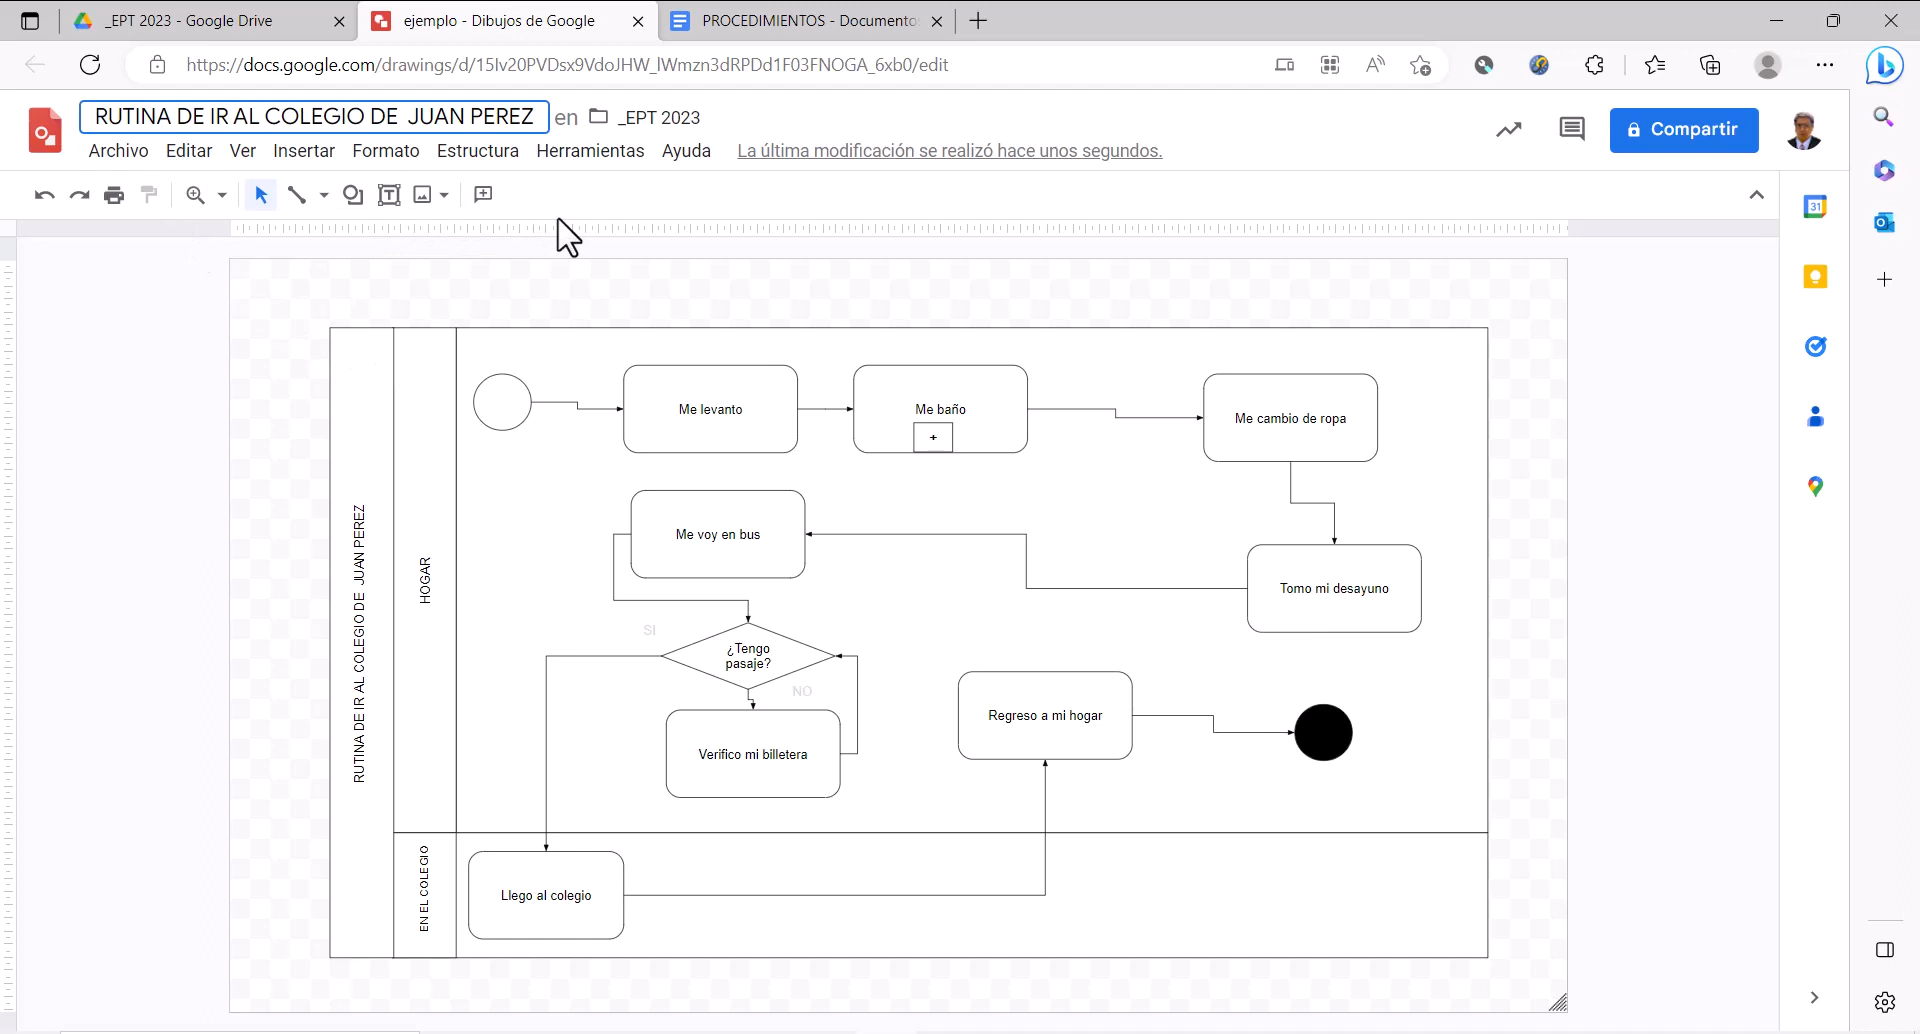 _EPT 2023 - Google Drive
ejemplo - Dibujos de Google
PROCEDIMIENTOS - Documento
https://docs.google.com/drawings/d/15Iv20PVDsx9VdoJHW_IWmzn3dRPDd1F03FNOGA_6xb0/edit
RUTINA DE IR AL COLEGIO DE JUAN PEREZ en _EPT 2023
Archivo Editar Ver Insertar Formato Estructura Herramientas Ayuda La última modificación se realizó hace unos segundos.
Compartir
31
RUTINA DE IR AL COLEGIO DE JUAN PEREZ
HOGAR
Me levanto
Me baño
+
Me cambio de ropa
Me voy en bus
Tomo mi desayuno
SI
¿Tengo
pasaje?
NO
Verifico mi billetera
Regreso a mi hogar
EN EL COLEGIO
Llego al colegio